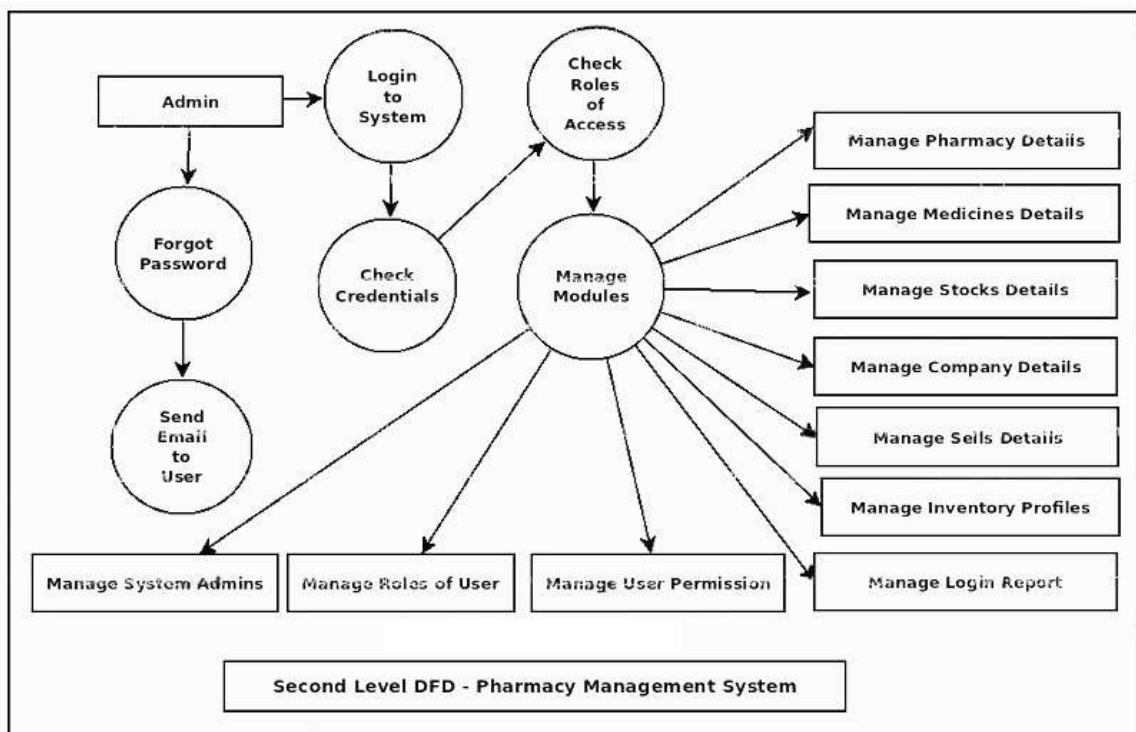 Admin
Login
to
System
Check
Roles
of
Access
Forgot
Password
Check
Credentials
Manage
Modules
Send
Email
to
User
Manage Pharmacy Details
Manage Medicines Details
Manage Stocks Details
Manage Company Details
Manage Sells Details
Manage Inventory Profiles
Manage System Admins
Manage Roles of User
Manage User Permission
Manage Login Report
Second Level DFD - Pharmacy Management System